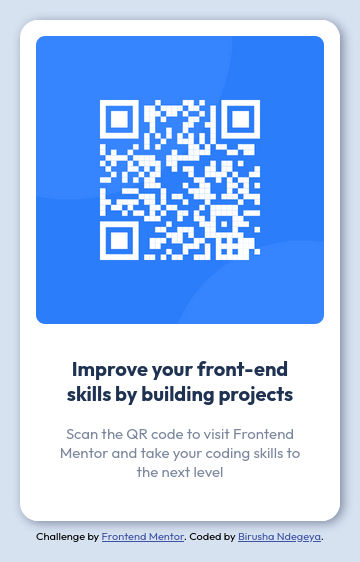 Improve your front-end
skills by building projects
Scan the QR code to visit Frontend
Mentor and take your coding skills to
the next level
Challenge by Frontend Mentor. Coded by Birusha Ndegeya.